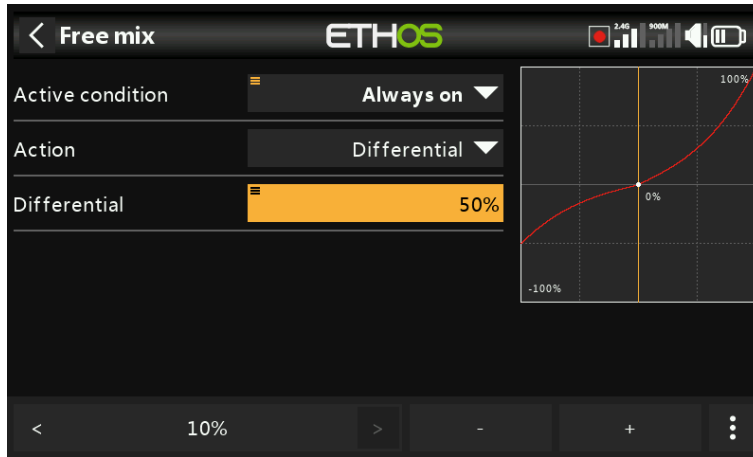 < Free mix ETHOS 2.4G 900M
Active condition Always on
100%
Action Differential
Differential 50%
0%
-100%
< 10% > - +